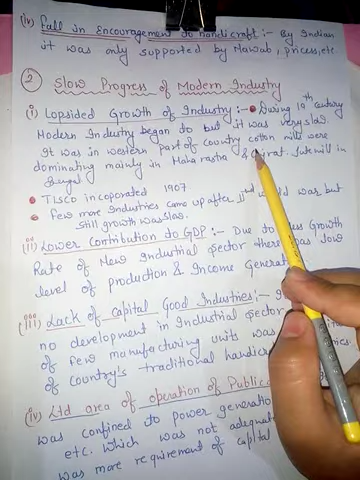 (iv) Fall in Encouragement to handicraft :- By Indian
it was only supported by Nawab, princes, etc.
② Slow Progress of Modern Industry
(i) Lopsided Growth of Industry :- During 19th century
Modern Industry began to but it was very slow.
It was in western part of country cotton mills were
dominating mainly in Maharastra & Gujrat. Jute mill in
Bengal
• TISCO incoporated 1907
• Few more Industries came up after IInd world war but
still growth was slow.
(ii) Lower Contribution to GDP :- Due to less Growth
Rate of New Industrial sector there was low
level of production & Income Generat
(iii) Lack of Capital Good Industries :-
no development in Industrial sector
of few manufacturing units was
of country's traditional handicr
(iv) Ltd area of operation of Public
was confined to power generatio
etc. which was not adequat
was more requirement of capital